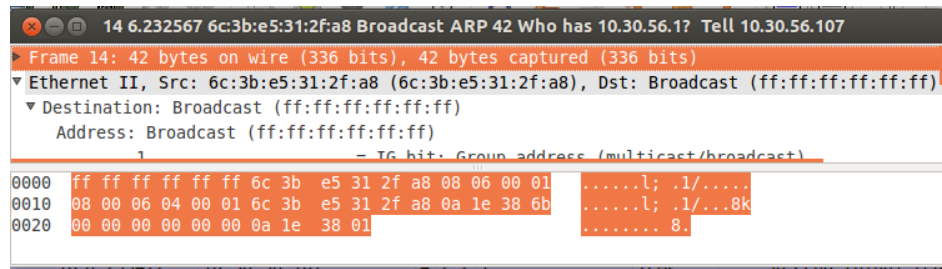 14 6.232567 6c:3b:e5:31:2f:a8 Broadcast ARP 42 Who has 10.30.56.1? Tell 10.30.56.107
Frame 14: 42 bytes on wire (336 bits), 42 bytes captured (336 bits)
Ethernet II, Src: 6c:3b:e5:31:2f:a8 (6c:3b:e5:31:2f:a8), Dst: Broadcast (ff:ff:ff:ff:ff:ff)
Destination: Broadcast (ff:ff:ff:ff:ff:ff)
Address: Broadcast (ff:ff:ff:ff:ff:ff)
1 = IG bit: Group address (multicast/broadcast)
0000 ff ff ff ff ff ff 6c 3b e5 31 2f a8 08 06 00 01 ......l; .1/.....
0010 08 00 06 04 00 01 6c 3b e5 31 2f a8 0a 1e 38 6b ......l; .1/...8k
0020 00 00 00 00 00 00 0a 1e 38 01 ........ 8.